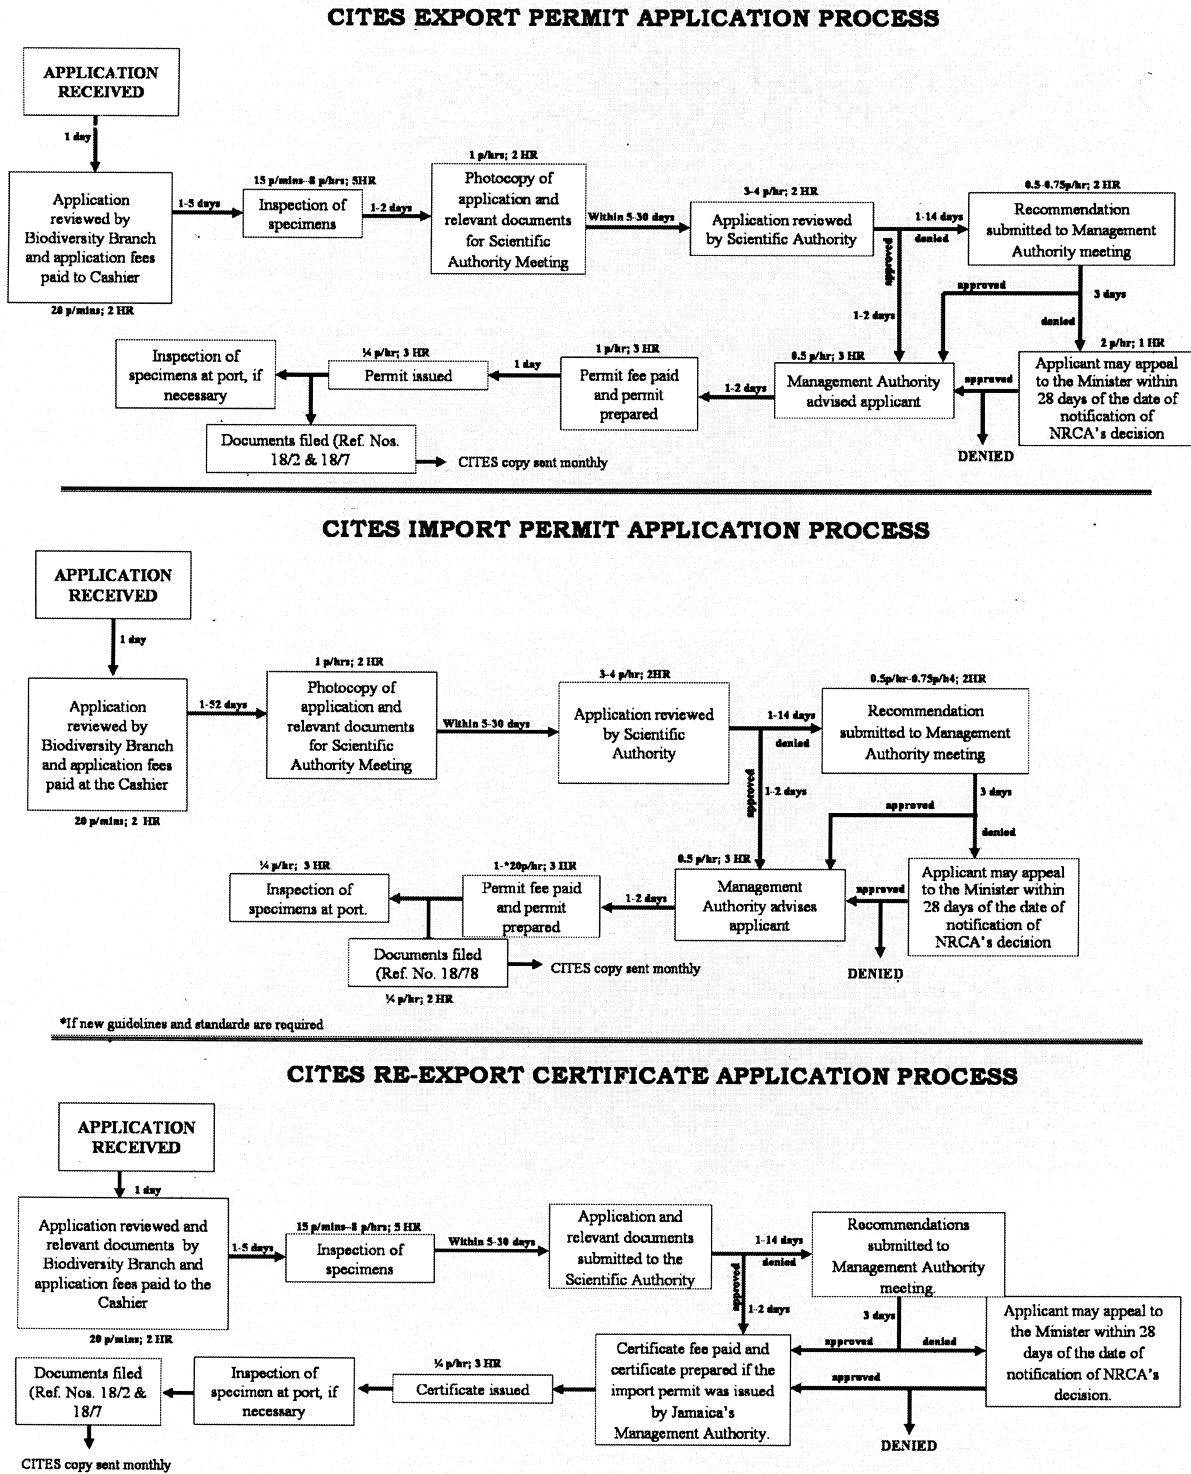 CITES EXPORT PERMIT APPLICATION PROCESS
APPLICATION
RECEIVED
1 day
Application
reviewed by
Biodiversity Branch
and application fees
paid to Cashier
20 p/mins; 2 HR
1-5 days
15 p/mins-8 p/hrs; 5HR
Inspection of
specimens
1-2 days
1 p/hrs; 2 HR
Photocopy of
application and
relevant documents
for Scientific
Authority Meeting
Within 5-30 days
3-4 p/hr; 2 HR
Application reviewed
by Scientific Authority
1-14 days
denied
approved
1-2 days
0.5-0.75p/hr; 2 HR
Recommendation
submitted to Management
Authority meeting
approved
3 days
denied
2 p/hr; 1 HR
Applicant may appeal
to the Minister within
28 days of the date of
notification of
NRCA's decision
approved
DENIED
0.5 p/hr; 3 HR
Management Authority
advised applicant
1-2 days
1 p/hr; 3 HR
Permit fee paid
and permit
prepared
1 day
¼ p/hr; 3 HR
Permit issued
Inspection of
specimens at port, if
necessary
Documents filed (Ref. Nos.
18/2 & 18/7
CITES copy sent monthly
CITES IMPORT PERMIT APPLICATION PROCESS
APPLICATION
RECEIVED
1 day
Application
reviewed by
Biodiversity Branch
and application fees
paid at the Cashier
20 p/mins; 2 HR
1-52 days
1 p/hrs; 2 HR
Photocopy of
application and
relevant documents
for Scientific
Authority Meeting
Within 5-30 days
3-4 p/hr; 2HR
Application reviewed
by Scientific
Authority
1-14 days
denied
approved
1-2 days
0.5p/hr-0.75p/h4; 2HR
Recommendation
submitted to Management
Authority meeting
3 days
approved
denied
Applicant may appeal
to the Minister within
28 days of the date of
notification of
NRCA's decision
approved
DENIED
0.5 p/hr; 3 HR
Management
Authority advises
applicant
1-2 days
1-*20p/hr; 3 HR
Permit fee paid
and permit
prepared
¼ p/hr; 3 HR
Inspection of
specimens at port.
Documents filed
(Ref. No. 18/78
¼ p/hr; 2 HR
CITES copy sent monthly
*If new guidelines and standards are required
CITES RE-EXPORT CERTIFICATE APPLICATION PROCESS
APPLICATION
RECEIVED
1 day
Application reviewed and
relevant documents by
Biodiversity Branch and
application fees paid to the
Cashier
20 p/mins; 2 HR
1-5 days
15 p/mins-8 p/hrs; 5 HR
Inspection of
specimens
Within 5-30 days
Application and
relevant documents
submitted to the
Scientific Authority
1-14 days
denied
approved
1-2 days
Recommendations
submitted to
Management Authority
meeting.
3 days
approved
denied
Applicant may appeal to
the Minister within 28
days of the date of
notification of NRCA's
decision.
approved
DENIED
Certificate fee paid and
certificate prepared if the
import permit was issued
by Jamaica's
Management Authority.
¼ p/hr; 3 HR
Certificate issued
Inspection of
specimen at port, if
necessary
Documents filed
(Ref. Nos. 18/2 &
18/7
CITES copy sent monthly